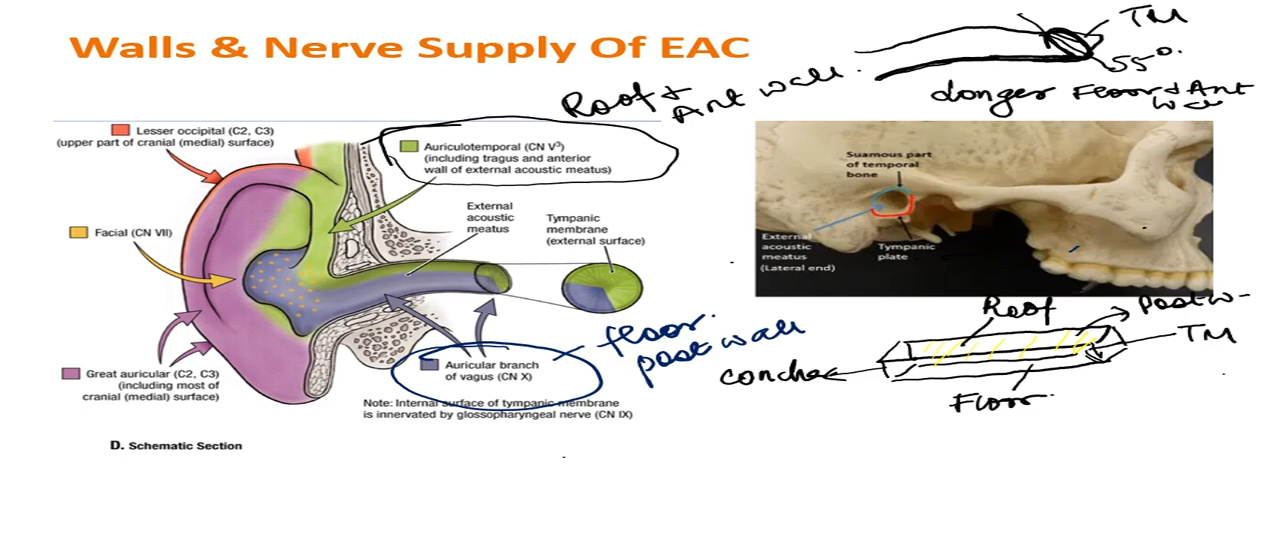 Walls & Nerve Supply Of EAC
TM
55°.
Longer Floor & Ant
Roof &
Ant wall.
Lesser occipital (C2, C3)
(upper part of cranial (medial) surface)
Auriculotemporal (CN V³)
(including tragus and anterior
wall of external acoustic meatus)
External
acoustic
meatus
Tympanic
membrane
(external surface)
Facial (CN VII)
Great auricular (C2, C3)
(including most of
cranial (medial) surface)
Auricular branch
of vagus (CN X)
floor.
post wall
Note: Internal surface of tympanic membrane
is innervated by glossopharyngeal nerve (CN IX)
D. Schematic Section
Suamous part
of temporal
bone
External
acoustic
meatus
(Lateral end)
Tympanic
plate
Roof
Post w-
TM
Concha
Floor.